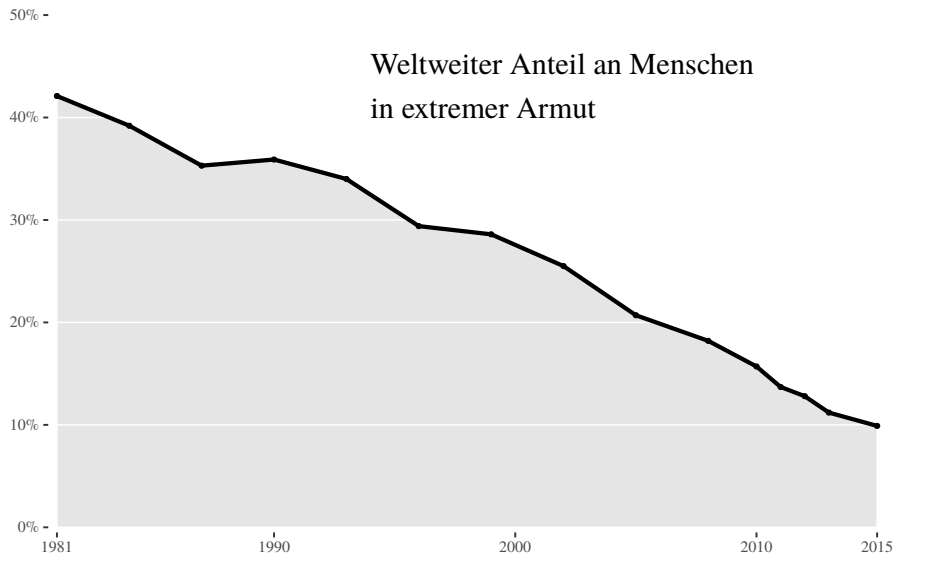 50%
Weltweiter Anteil an Menschen
in extremer Armut
40%
30%
20%
10%
0%
1981 1990 2000 2010 2015